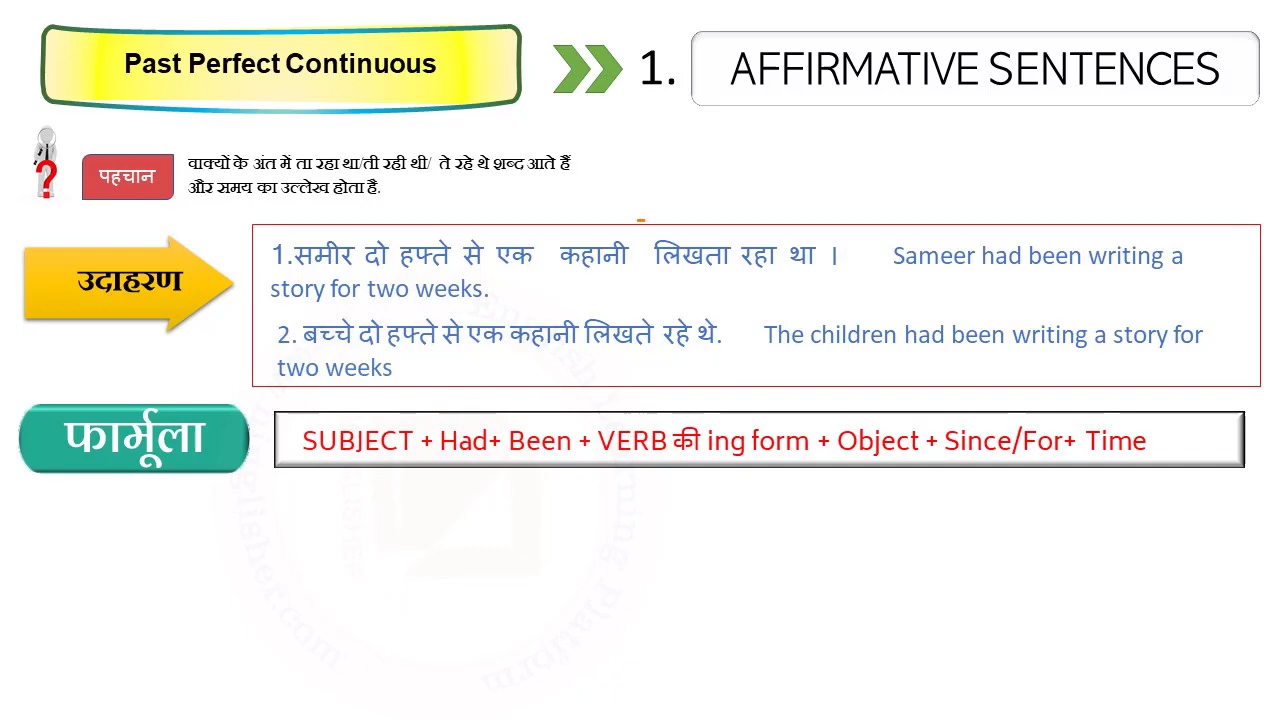 Past Perfect Continuous
1.
AFFIRMATIVE SENTENCES
?
पहचान
वाक्यों के अंत में ता रहा था/ती रही थी/ ते रहे थे शब्द आते हैं
और समय का उल्लेख होता है.
उदाहरण
1.समीर दो हफ्ते से एक कहानी लिखता रहा था । Sameer had been writing a
story for two weeks.
2. बच्चे दो हफ्ते से एक कहानी लिखते रहे थे. The children had been writing a story for
two weeks
फार्मूला
SUBJECT + Had+ Been + VERB की ing form + Object + Since/For+ Time